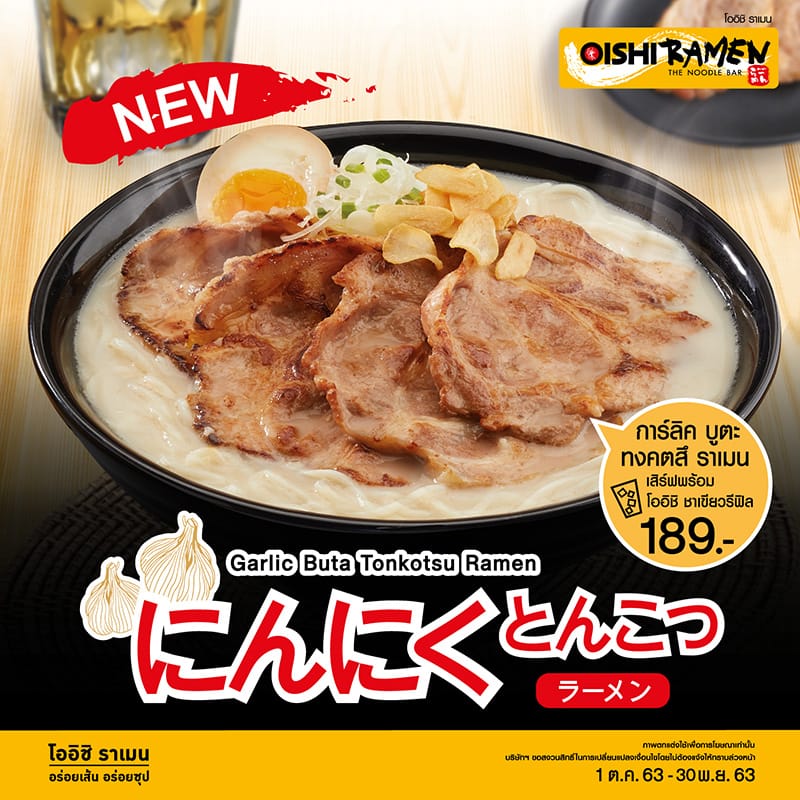 โออิชิ ราเมน
OISHI RAMEN
THE NOODLE BAR
NEW
การ์ลิค บูตะ
ทงคตสึ ราเมน
เสิร์ฟพร้อม
โออิชิ ชาเขียวรีฟิล
189.-
Garlic Buta Tonkotsu Ramen
にんにくとんこつ
ラーメン
โออิชิ ราเมน
อร่อยเส้น อร่อยซุป
ภาพตกแต่งใช้เพื่อการโฆษณาเท่านั้น
บริษัทฯ ขอสงวนสิทธิ์ในการเปลี่ยนแปลงเงื่อนไขโดยไม่ต้องแจ้งให้ทราบล่วงหน้า
1 ต.ค. 63 - 30 พ.ย. 63